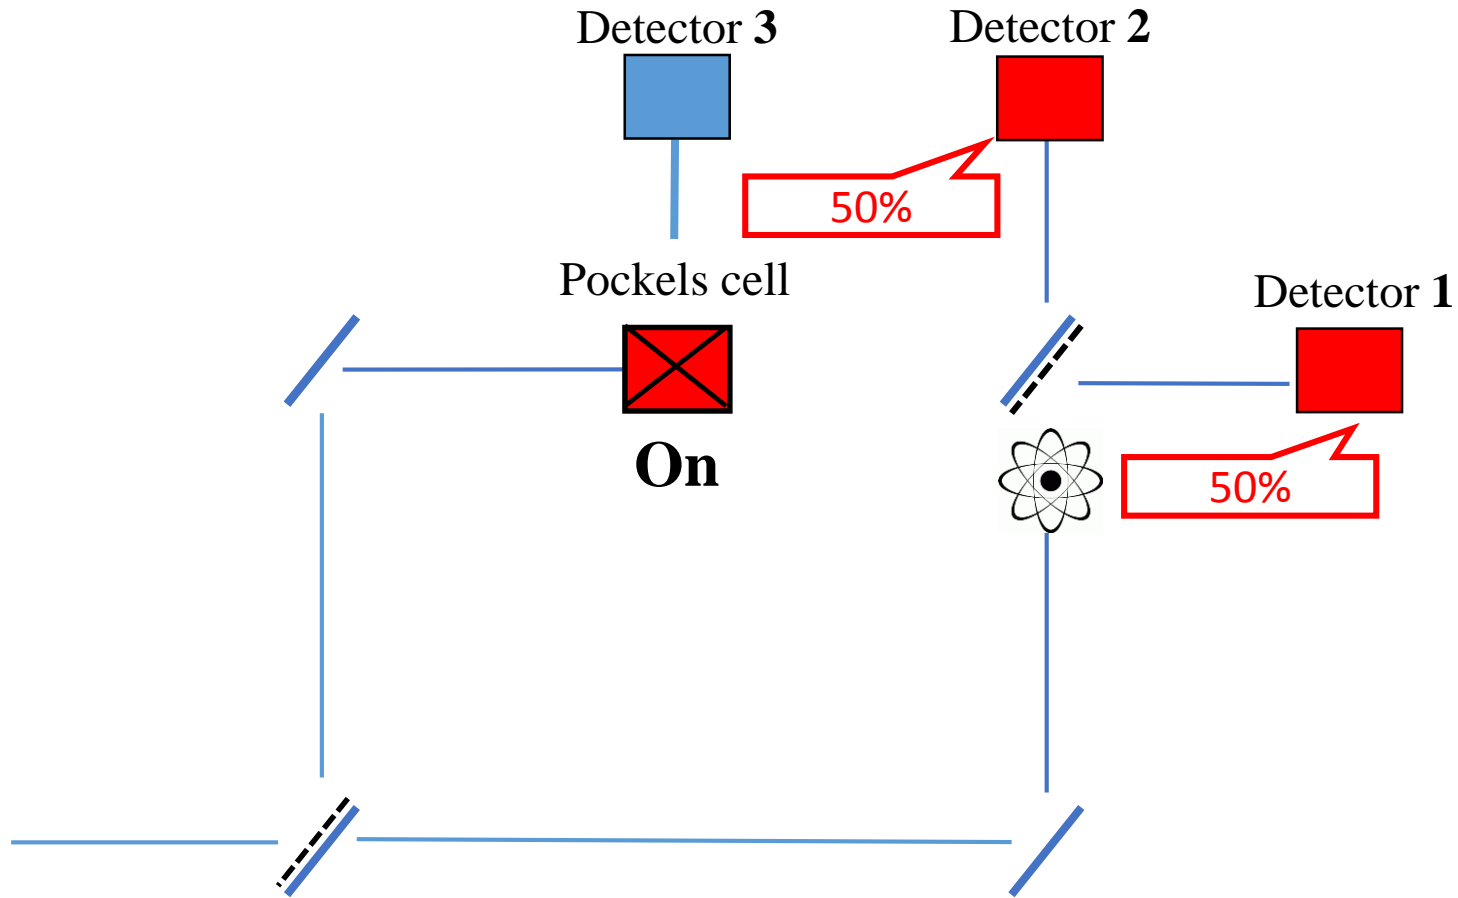 Detector 3
Detector 2
50%
Pockels cell
Detector 1
On
50%